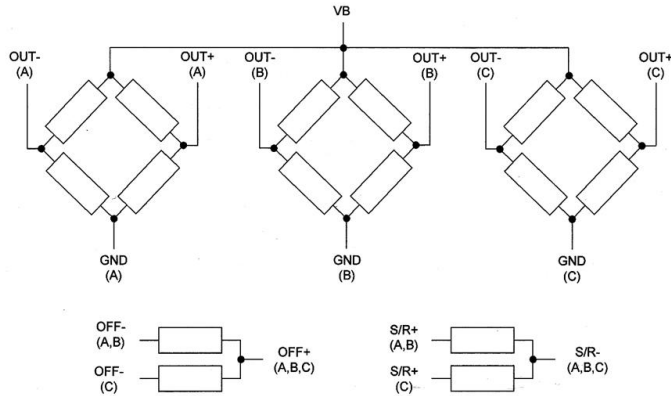 VB
OUT-
(A)
OUT+
(A)
OUT-
(B)
OUT+
(B)
OUT-
(C)
OUT+
(C)
GND
(A)
GND
(B)
GND
(C)
OFF-
(A,B)
OFF+
(A,B,C)
OFF-
(C)
S/R+
(A,B)
S/R-
(A,B,C)
S/R+
(C)